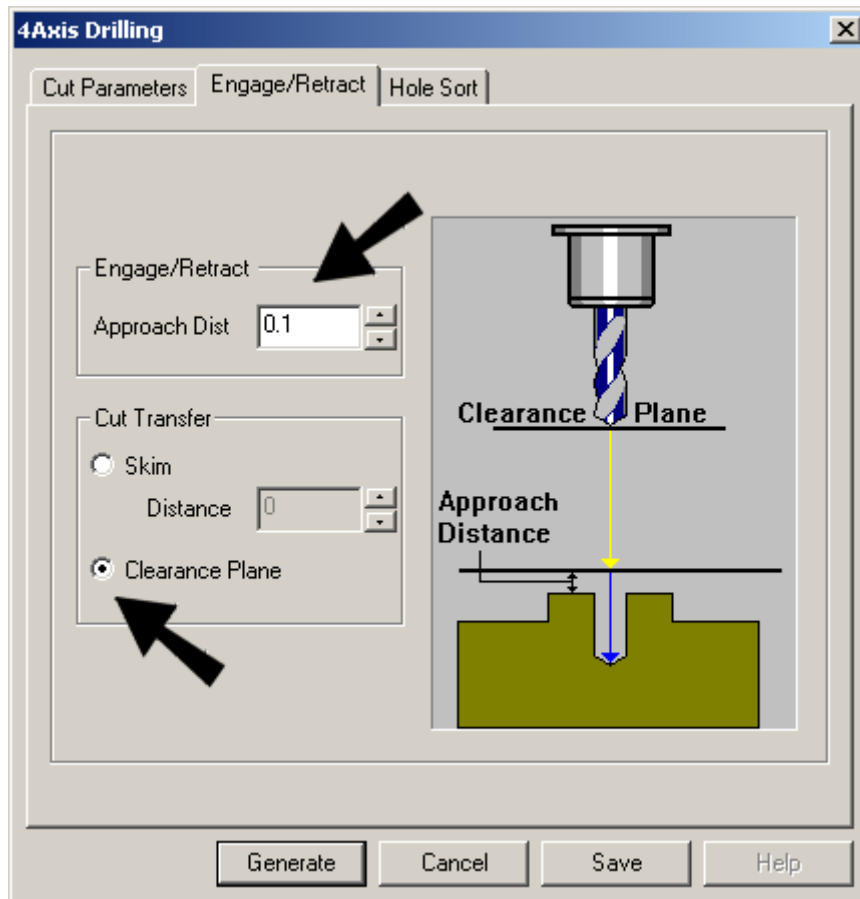 4Axis Drilling
Cut Parameters
Engage/Retract
Hole Sort
Engage/Retract
Approach Dist
0.1
Cut Transfer
Skim
Distance
0
Clearance Plane
Clearance Plane
Approach
Distance
Generate
Cancel
Save
Help